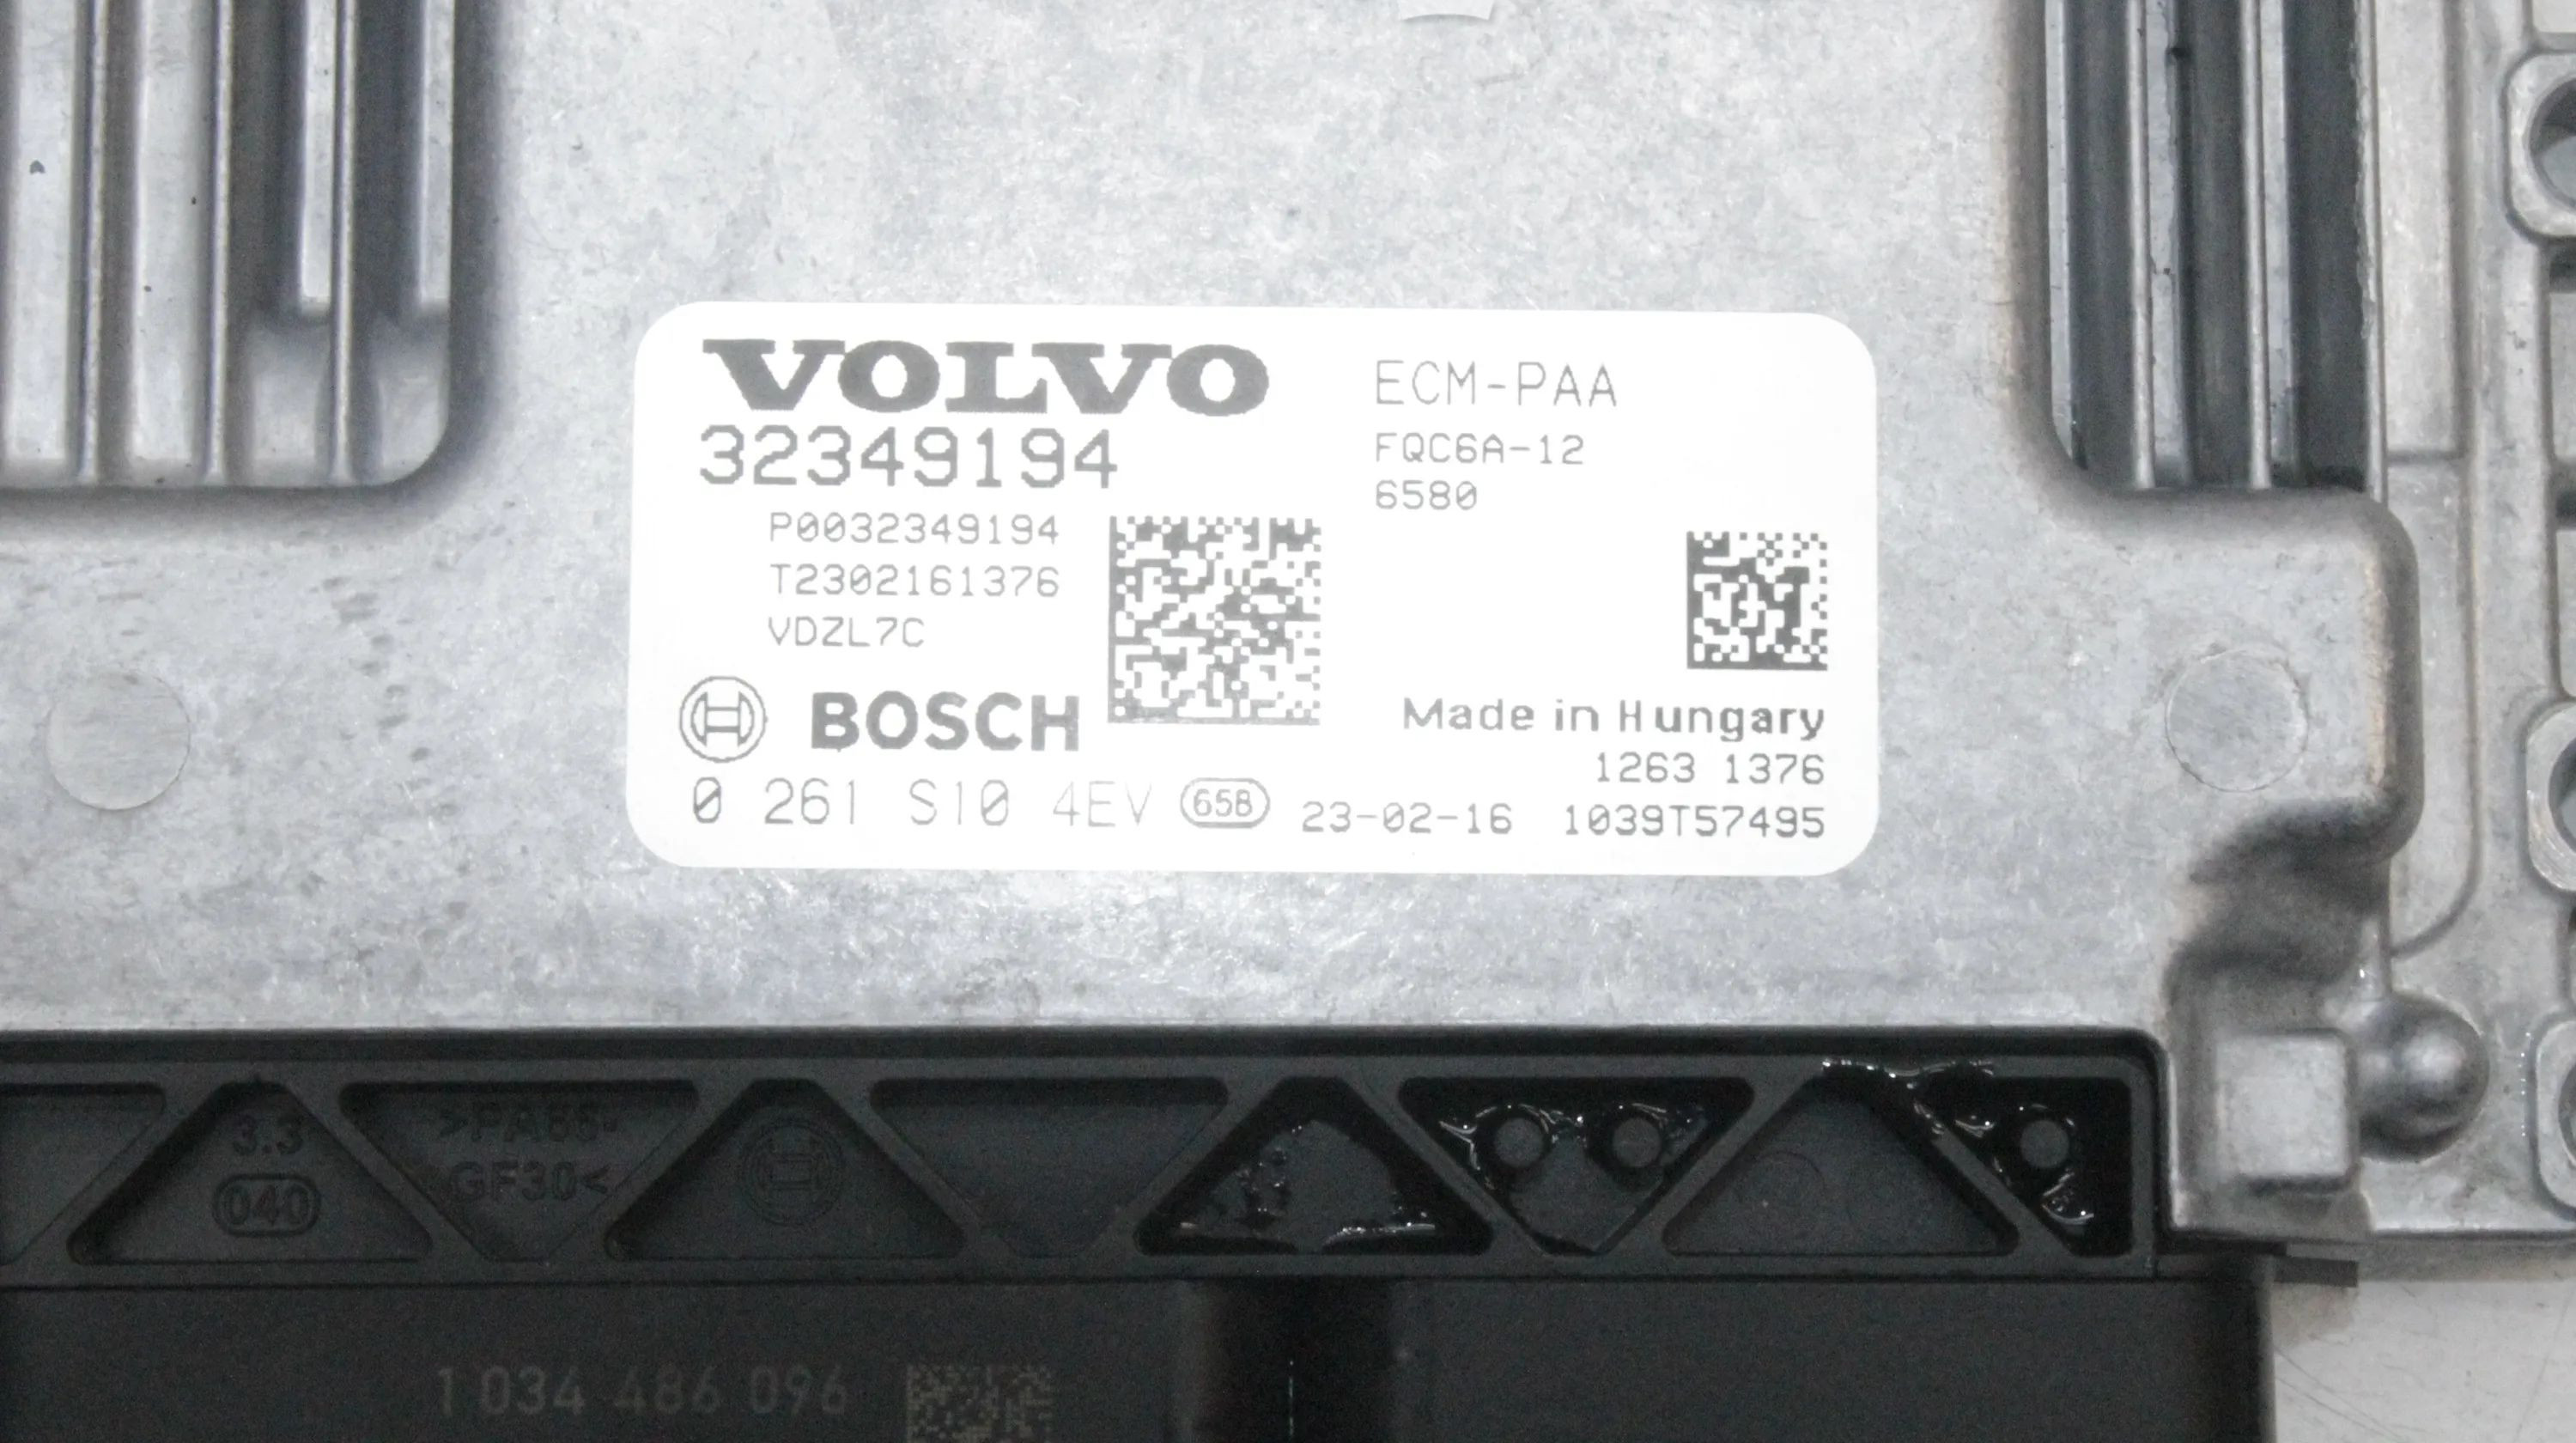 VOLVO
32349194
P0032349194
T2302161376
VDZL7C
BOSCH
0 261 S10 4EV 65B 23-02-16 1039T57495
ECM-PAA
FQC6A-12
6580
Made in Hungary
1263 1376
3.3
040
>PA66-
GF30<
1 034 486 096